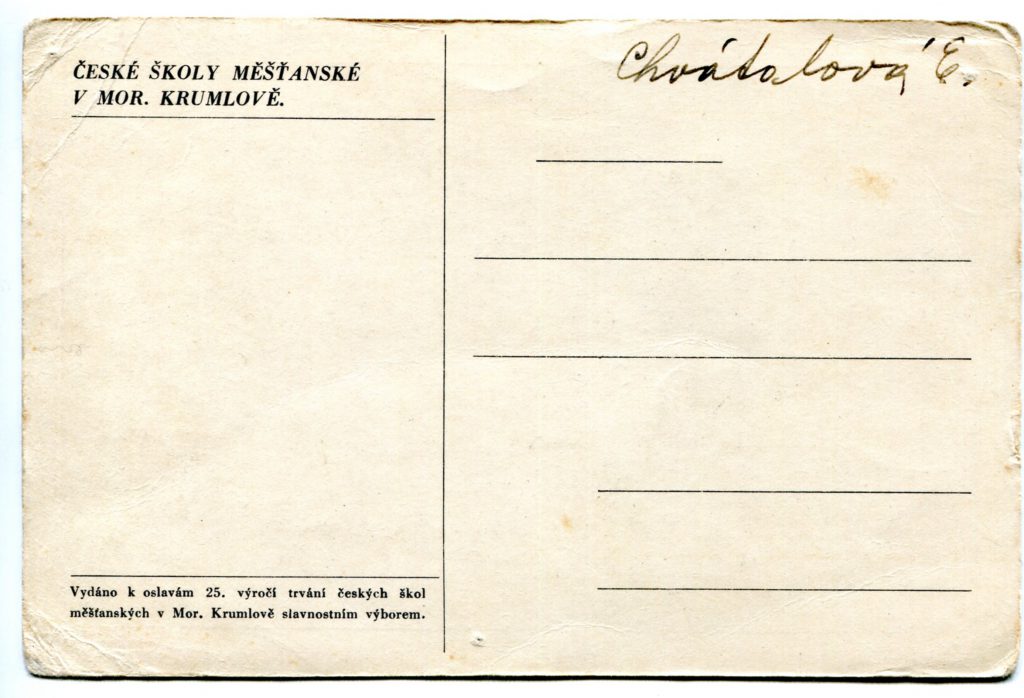 ČESKÉ ŠKOLY MĚŠŤANSKÉ
V MOR. KRUMLOVĚ.
Vydáno k oslavám 25. výročí trvání českých škol
měšťanských v Mor. Krumlově slavnostním výborem.
Chvátalová E.